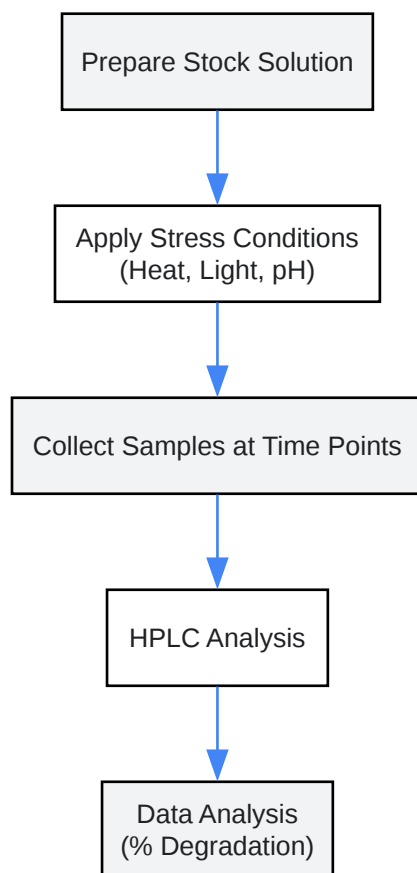 Prepare Stock Solution
Apply Stress Conditions
(Heat, Light, pH)
Collect Samples at Time Points
HPLC Analysis
Data Analysis
(% Degradation)